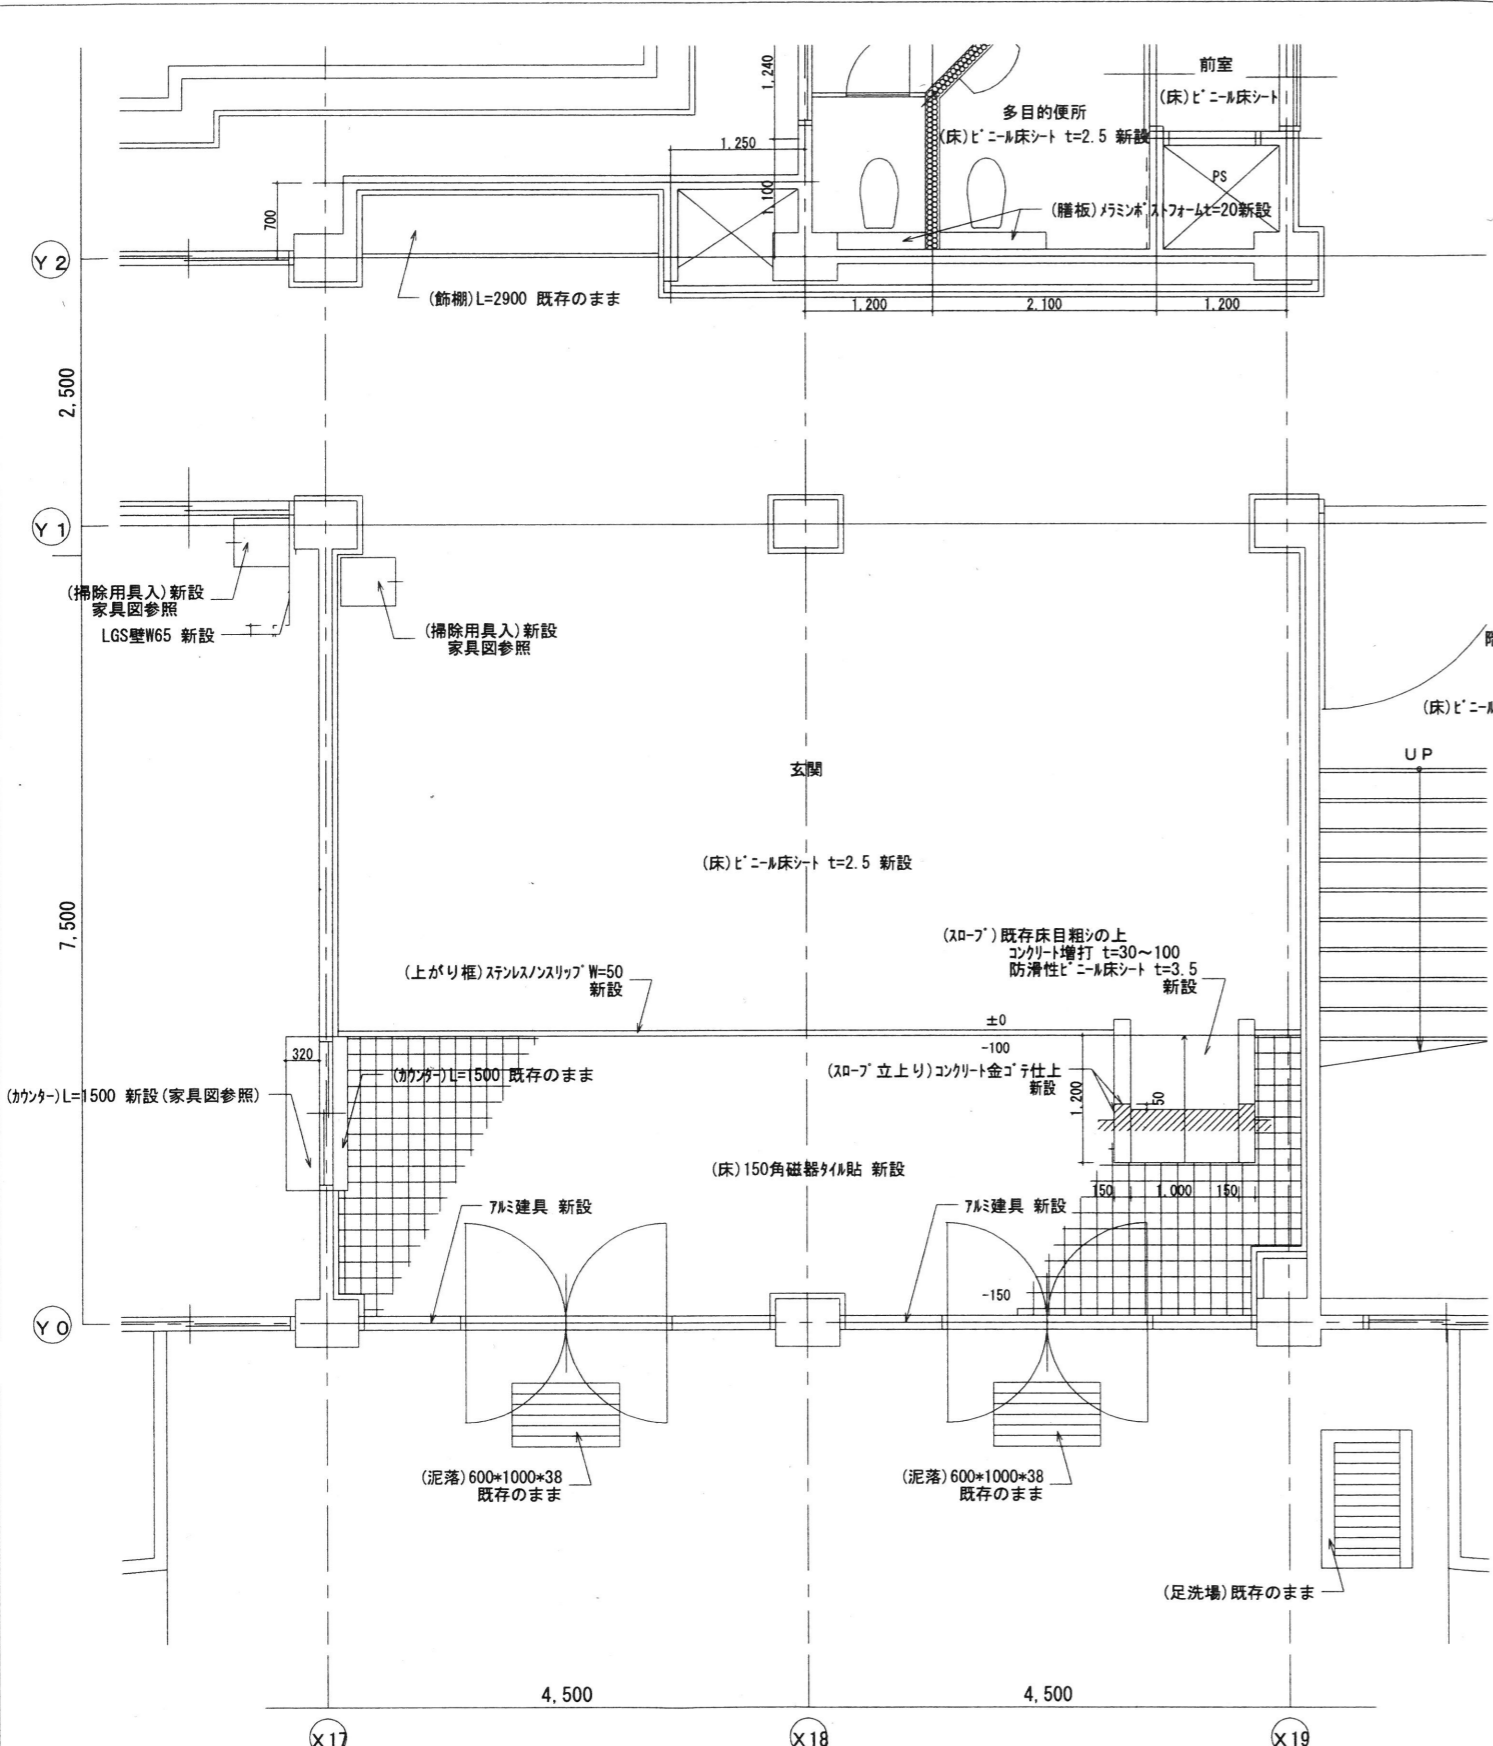 前室
(床)ﾋﾞﾆｰﾙ床ｼｰﾄ
多目的便所
(床)ﾋﾞﾆｰﾙ床ｼｰﾄ t=2.5 新設
1,240
1,250
1,100
700
PS
(膳板)ﾒﾗﾐﾝﾎﾟｽﾄﾌｫｰﾑt=20新設
Y2
(飾棚)L=2900 既存のまま
1,200
2,100
1,200
2,500
Y1
(掃除用具入)新設
家具図参照
LGS壁W65 新設
(掃除用具入)新設
家具図参照
(床)ﾋﾞﾆｰﾙ
UP
玄関
(床)ﾋﾞﾆｰﾙ床ｼｰﾄ t=2.5 新設
7,500
(ｽﾛｰﾌﾟ)既存床目粗ｼの上
ｺﾝｸﾘｰﾄ増打 t=30～100
防滑性ﾋﾞﾆｰﾙ床ｼｰﾄ t=3.5
新設
(上がり框)ｽﾃﾝﾚｽﾉﾝｽﾘｯﾌﾟW=50
新設
±0
-100
320
(ｶｳﾝﾀｰ)L=1500 既存のまま
(ｽﾛｰﾌﾟ立上り)ｺﾝｸﾘｰﾄ金ｺﾞﾃ仕上
新設
1,200
50
(ｶｳﾝﾀｰ)L=1500 新設(家具図参照)
(床)150角磁器ﾀｲﾙ貼 新設
150
1,000
150
ｱﾙﾐ建具 新設
ｱﾙﾐ建具 新設
-150
Y0
(泥落)600*1000*38
既存のまま
(泥落)600*1000*38
既存のまま
(足洗場)既存のまま
4,500
4,500
X17
X18
X19